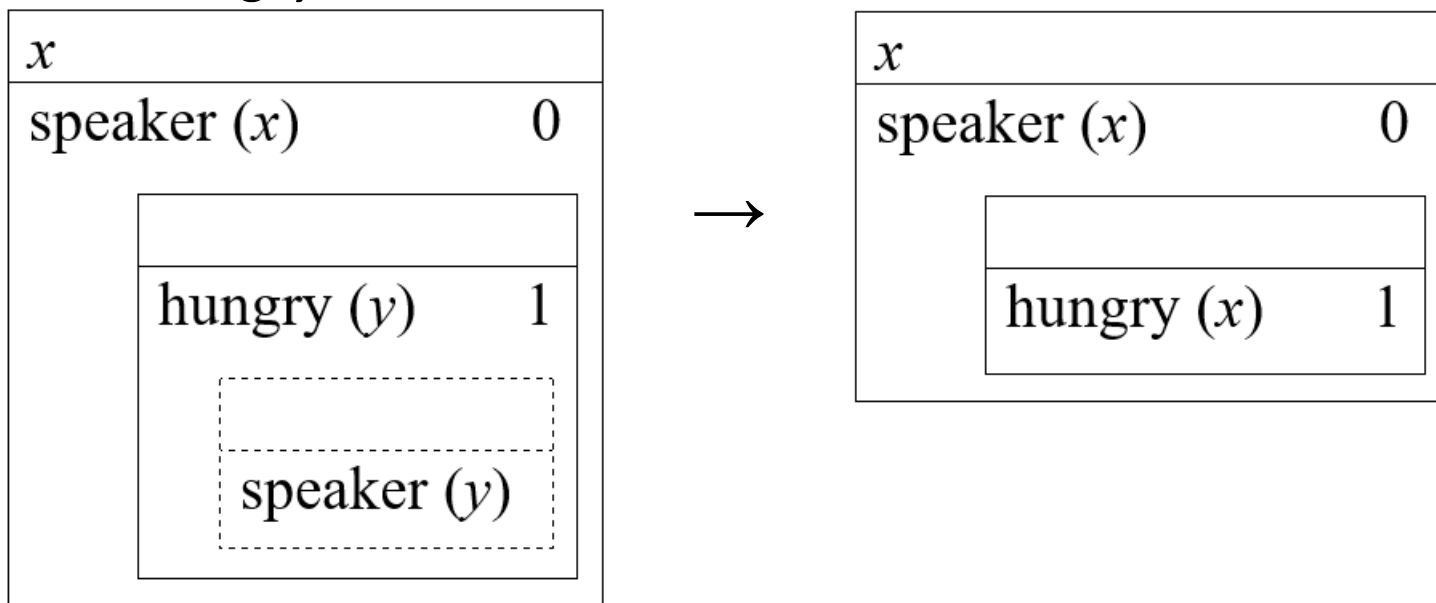 x
speaker (x) 0
hungry (y) 1
speaker (y)
→
x
speaker (x) 0
hungry (x) 1